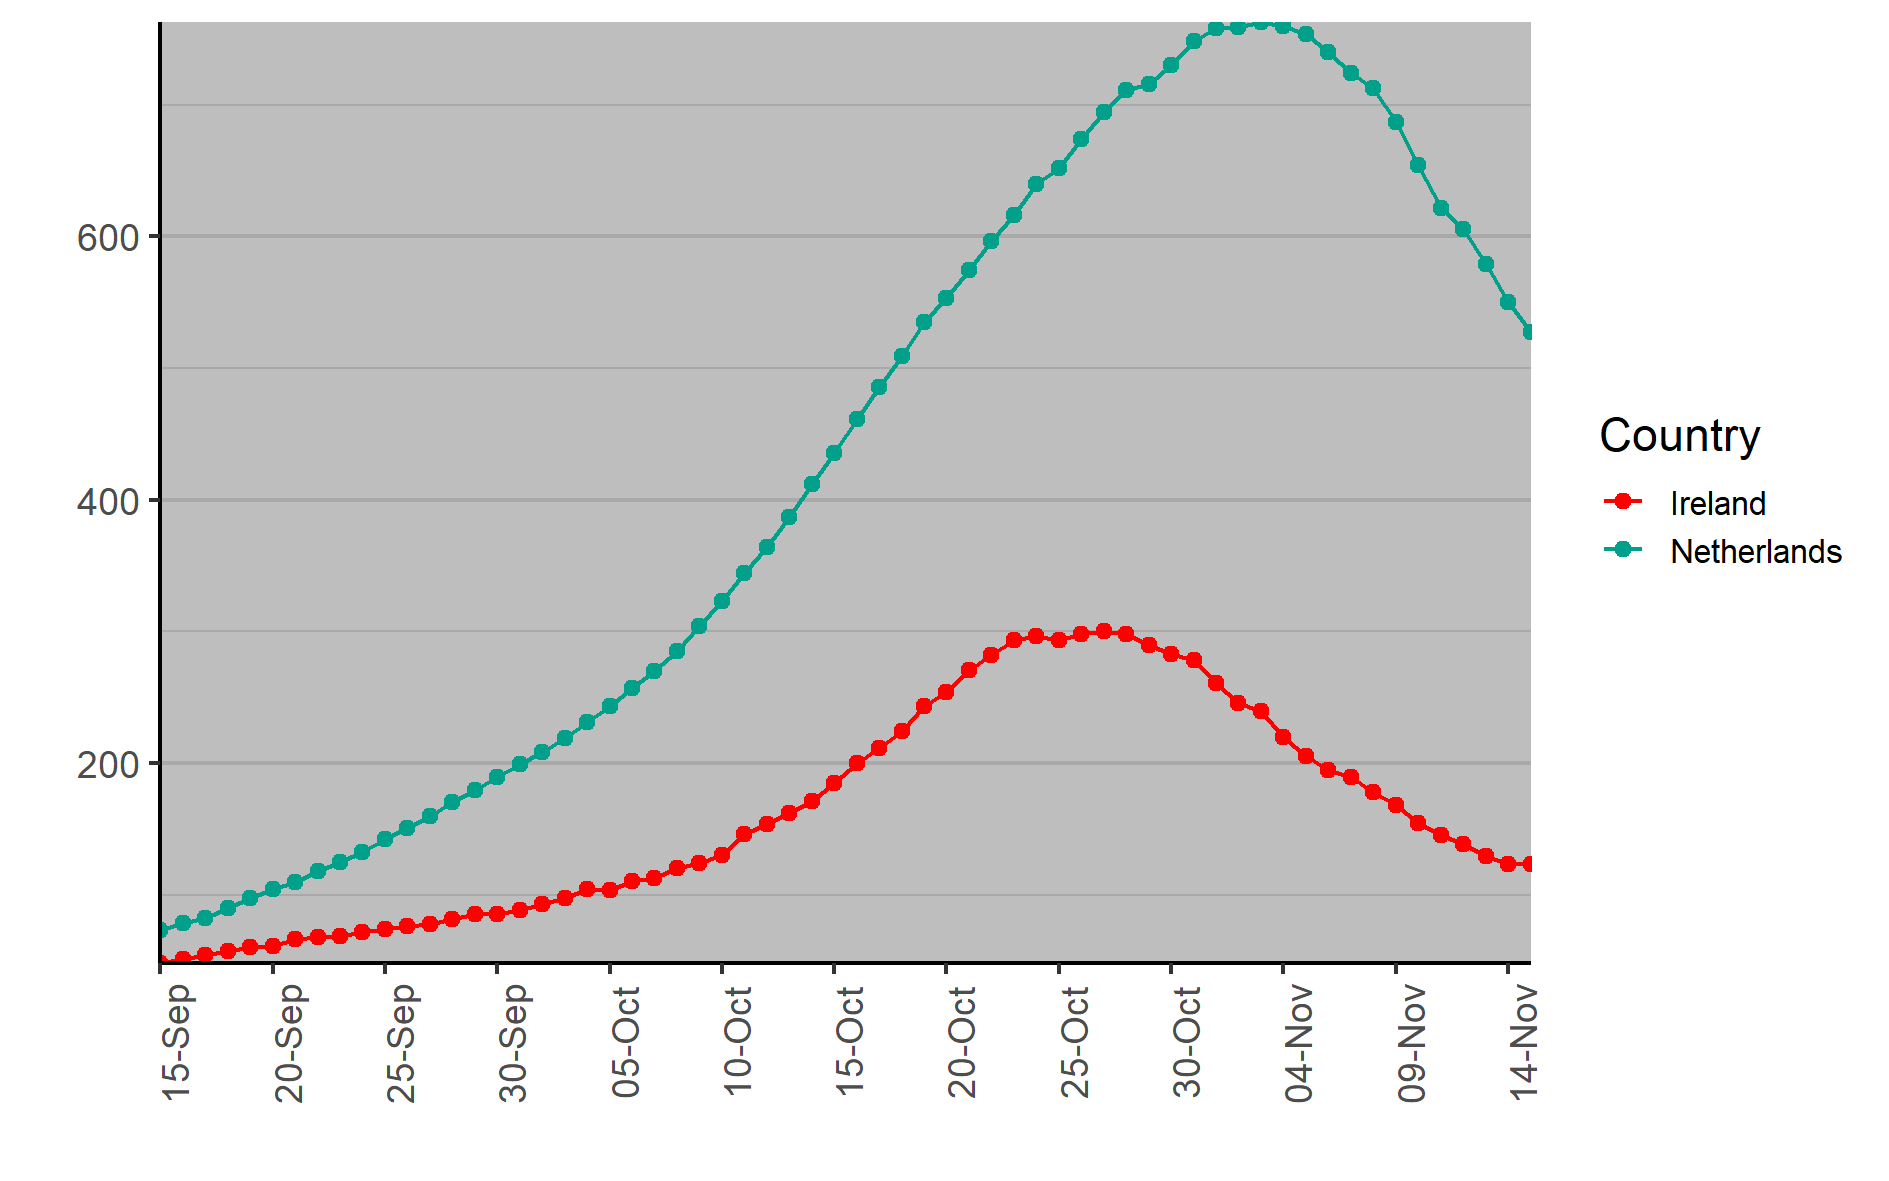 600
400
200
15-Sep
20-Sep
25-Sep
30-Sep
05-Oct
10-Oct
15-Oct
20-Oct
25-Oct
30-Oct
04-Nov
09-Nov
14-Nov
Country
Ireland
Netherlands